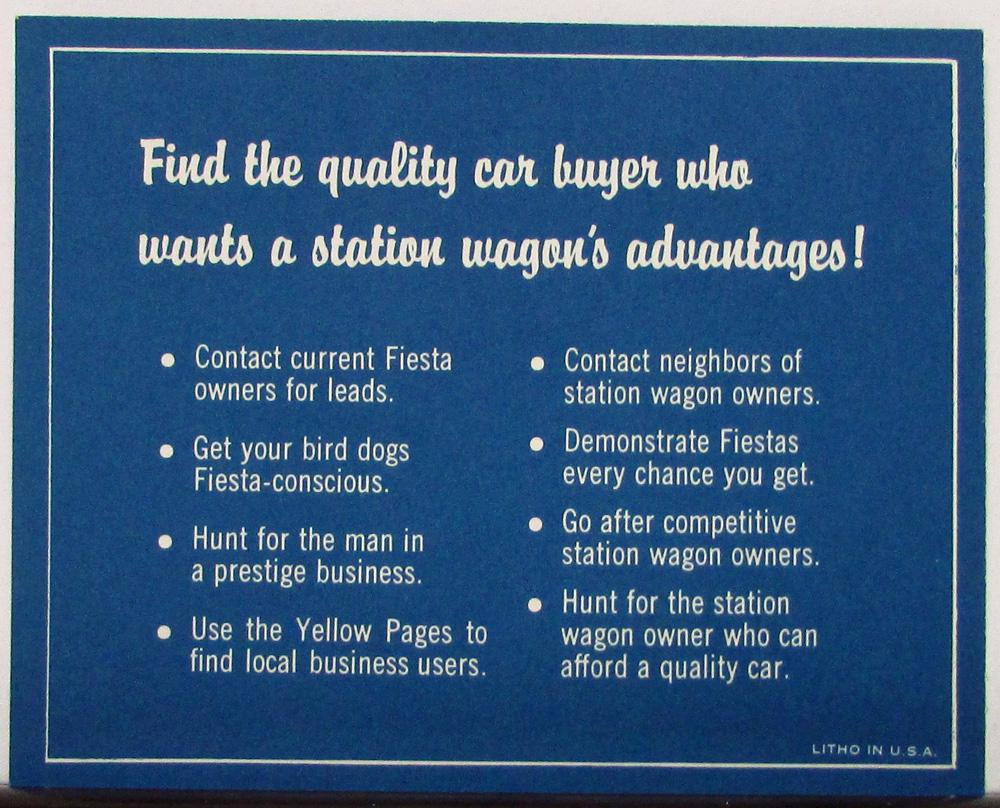 Find the quality car buyer who
wants a station wagon's advantages!
● Contact current Fiesta
owners for leads.
● Get your bird dogs
Fiesta-conscious.
● Hunt for the man in
a prestige business.
● Use the Yellow Pages to
find local business users.
● Contact neighbors of
station wagon owners.
● Demonstrate Fiestas
every chance you get.
● Go after competitive
station wagon owners.
● Hunt for the station
wagon owner who can
afford a quality car.
LITHO IN U.S.A.